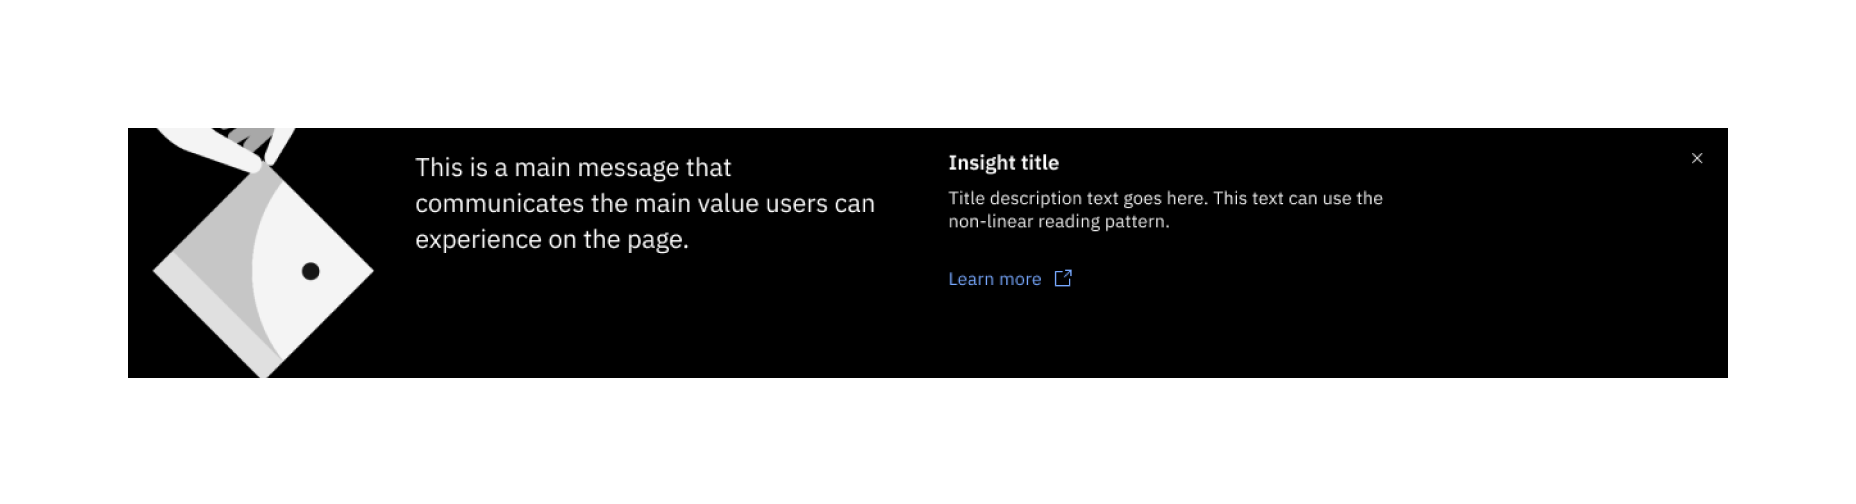 This is a main message that
communicates the main value users can
experience on the page.
Insight title
Title description text goes here. This text can use the
non-linear reading pattern.
Learn more